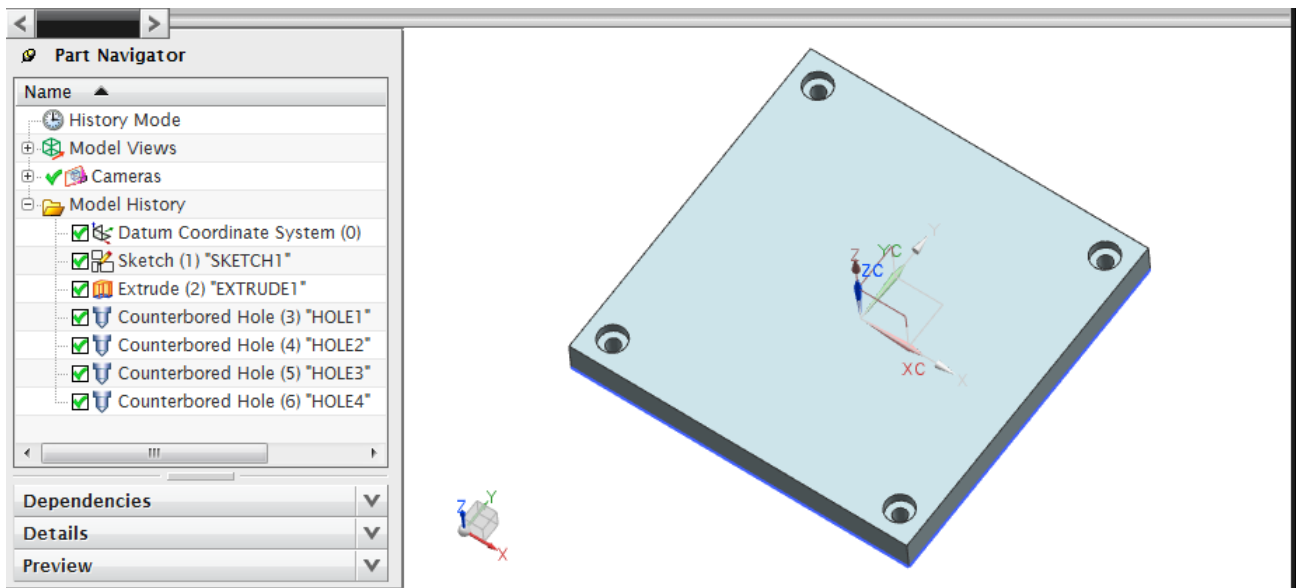 Part Navigator
Name
History Mode
Model Views
Cameras
Model History
Datum Coordinate System (0)
Sketch (1) "SKETCH1"
Extrude (2) "EXTRUDE1"
Counterbored Hole (3) "HOLE1"
Counterbored Hole (4) "HOLE2"
Counterbored Hole (5) "HOLE3"
Counterbored Hole (6) "HOLE4"
Dependencies
Details
Preview
Y
Z YC
ZC
XC X
Z Y
X